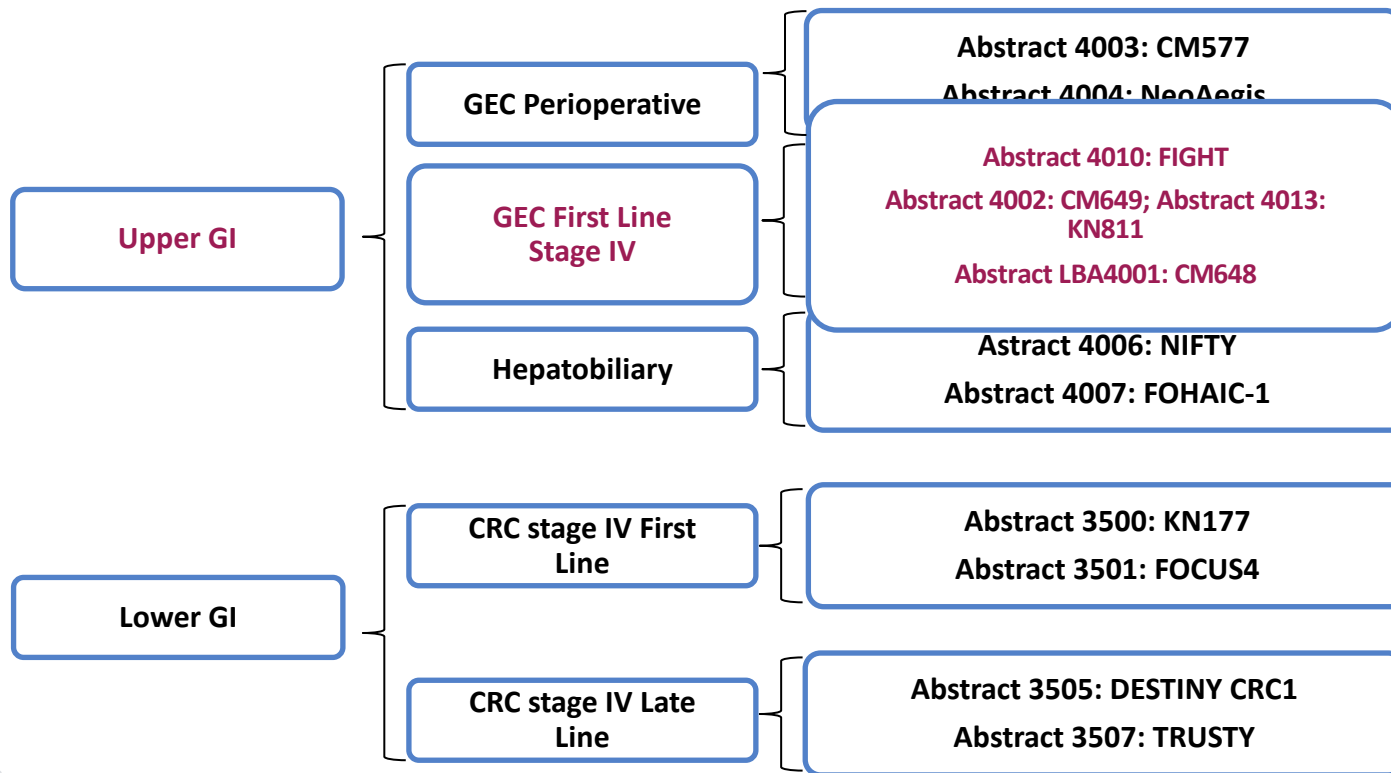 Upper GI
GEC Perioperative
Abstract 4003: CM577
Abstract 4004: NeoAegis
GEC First Line
Stage IV
Abstract 4010: FIGHT
Abstract 4002: CM649; Abstract 4013:
KN811
Abstract LBA4001: CM648
Hepatobiliary
Astract 4006: NIFTY
Abstract 4007: FOHAIC-1
Lower GI
CRC stage IV First
Line
Abstract 3500: KN177
Abstract 3501: FOCUS4
CRC stage IV Late
Line
Abstract 3505: DESTINY CRC1
Abstract 3507: TRUSTY